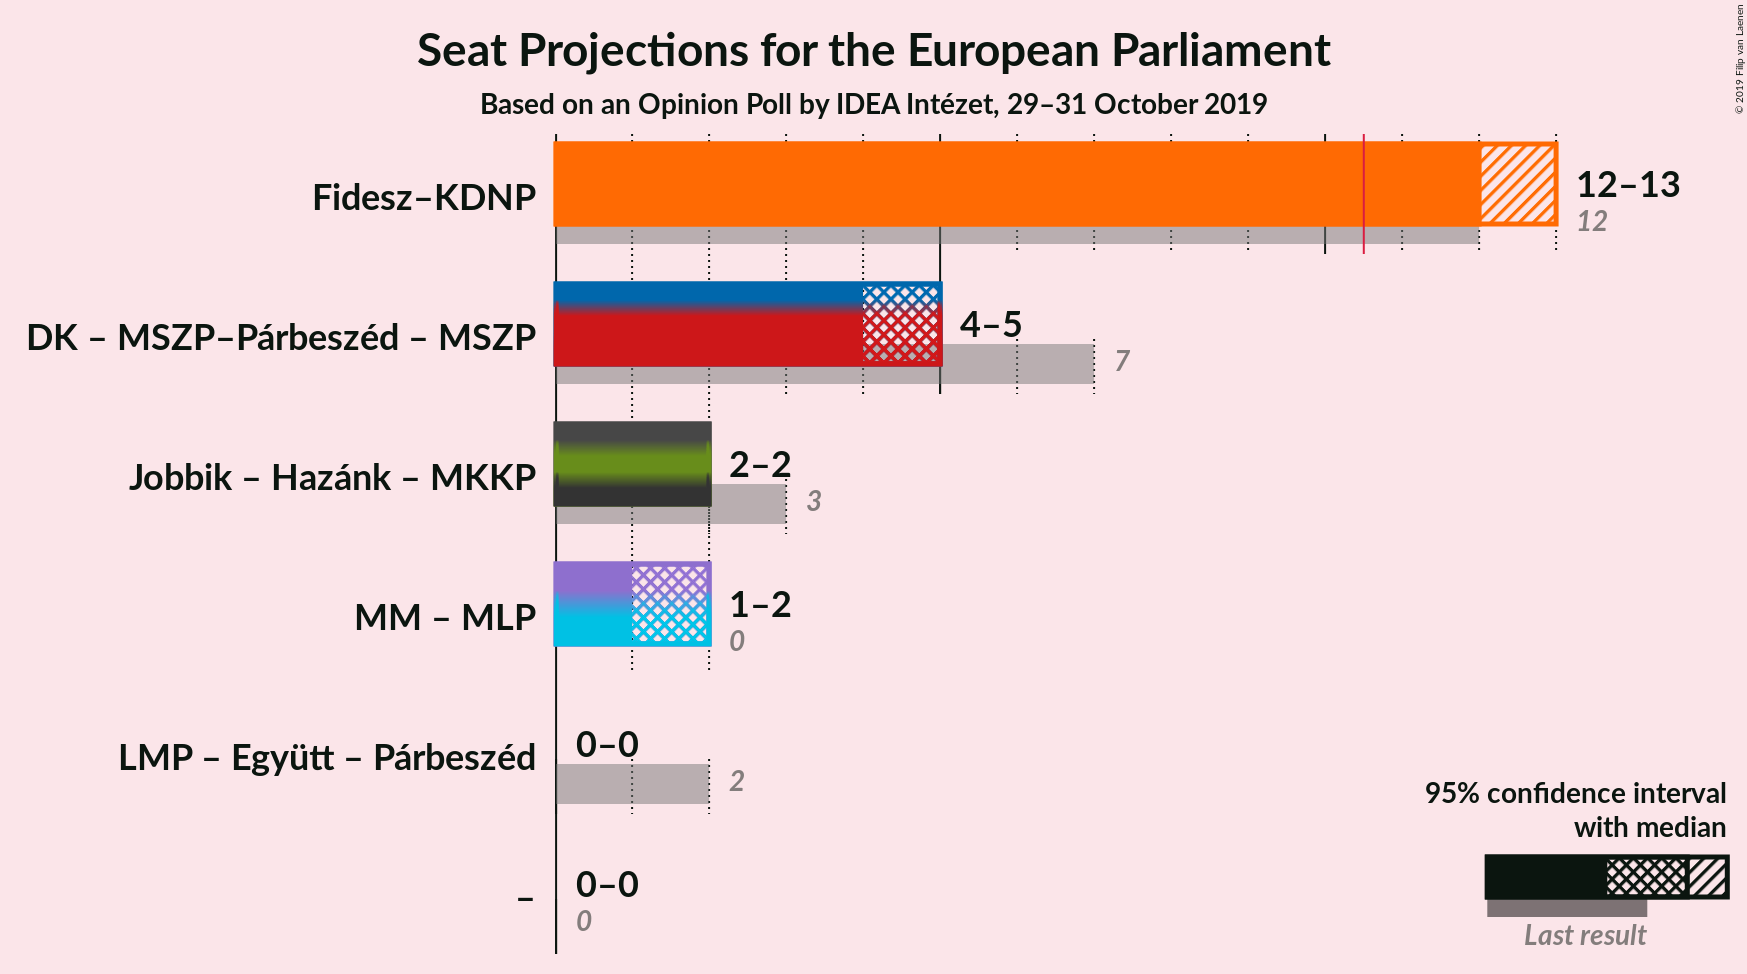 Seat Projections for the European Parliament
Based on an Opinion Poll by IDEA Intézet, 29–31 October 2019
© 2019 Filip van Laenen
Fidesz–KDNP
12–13
12
DK – MSZP–Párbeszéd – MSZP
4–5
7
Jobbik – Hazánk – MKKP
2–2
3
MM – MLP
1–2
0
LMP – Együtt – Párbeszéd
0–0
2
–
0–0
0
95% confidence interval
with median
Last result